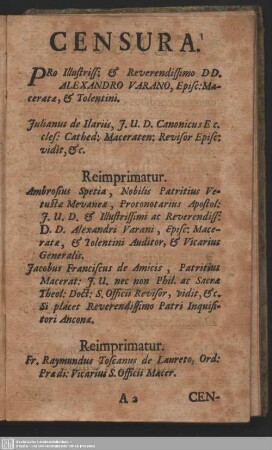 CENSURA.
PRo Illustriss: & Reverendissimo DD.
ALEXANDRO VARANO, Episc: Ma-
ceratæ, & Tolentini.
Julianus de Ilariis, J. U. D. Canonicus Ec
cles: Cathed: Maceraten: Revisor Episc:
vidit, &c.
Reimprimatur.
Ambrosius Spetia, Nobilis Patritius Ve-
tustæ Mevaneæ, Protonotarius Apostol:
J. U. D. & Illustrissimi ac Reverendiss:
D. D. Alexandri Varani, Episc: Mace-
ratæ, & Tolentini Auditor, & Vicarius
Generalis.
Jacobus Franciscus de Amicis, Patritius
Macerat: J. U. nec non Phil. ac Sacræ
Theol: Doct: S. Officii Revisor, vidit, &c.
Si placet Reverendissimo Patri Inquisi-
tori Anconæ.
Reimprimatur.
Fr. Raymundus Toscanus de Laureto, Ord:
Prædi: Vicarius S. Officii Macer.
A 2 CEN-